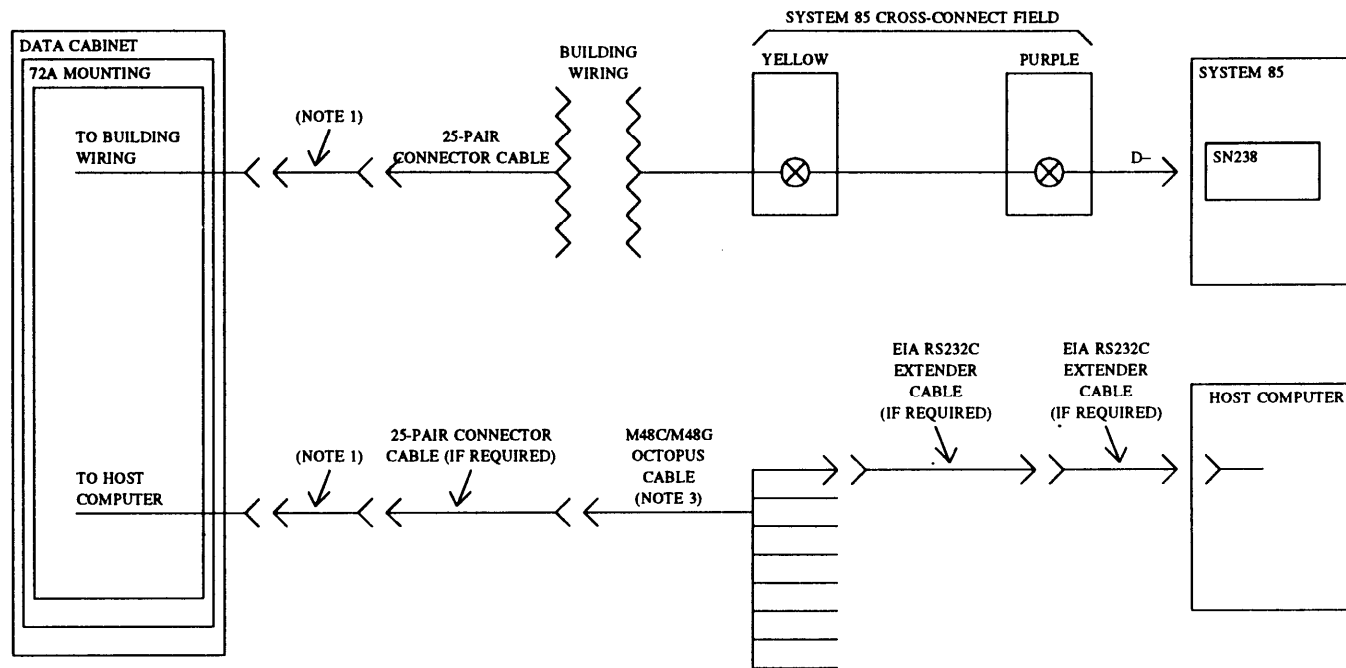 SYSTEM 85 CROSS-CONNECT FIELD
DATA CABINET
72A MOUNTING
BUILDING
WIRING
YELLOW
PURPLE
SYSTEM 85
(NOTE 1)
TO BUILDING
WIRING
25-PAIR
CONNECTOR CABLE
D–
SN238
EIA RS232C
EXTENDER
CABLE
(IF REQUIRED)
EIA RS232C
EXTENDER
CABLE
(IF REQUIRED)
HOST COMPUTER
TO HOST
COMPUTER
(NOTE 1)
25-PAIR CONNECTOR
CABLE (IF REQUIRED)
M48C/M48G
OCTOPUS
CABLE
(NOTE 3)